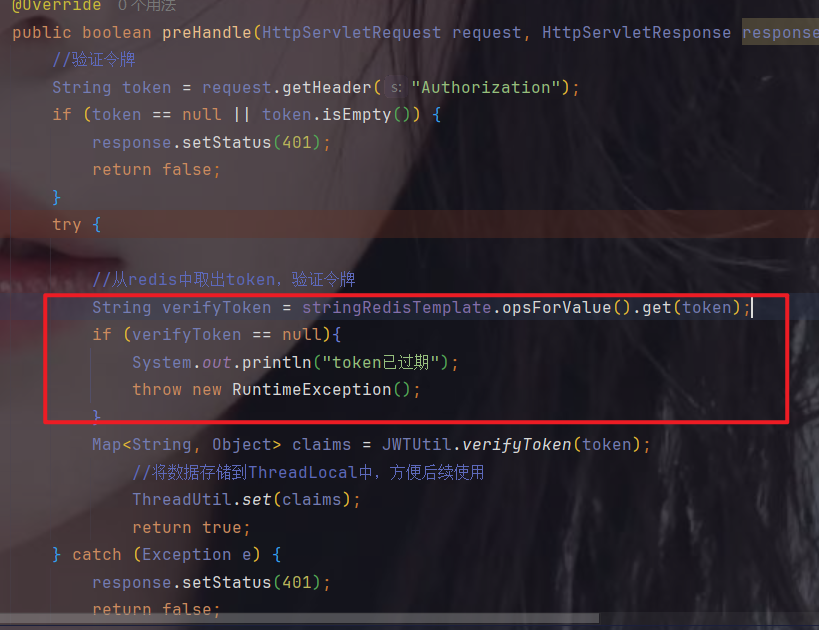 @Override 0个用法
public boolean preHandle(HttpServletRequest request, HttpServletResponse response
//验证令牌
String token = request.getHeader( s: "Authorization");
if (token == null || token.isEmpty()) {
response.setStatus(401);
return false;
}
try {
//从redis中取出token，验证令牌
String verifyToken = stringRedisTemplate.opsForValue().get(token);
if (verifyToken == null){
System.out.println("token已过期");
throw new RuntimeException();
}
Map<String, Object> claims = JWTUtil.verifyToken(token);
//将数据存储到ThreadLocal中，方便后续使用
ThreadUtil.set(claims);
return true;
} catch (Exception e) {
response.setStatus(401);
return false;